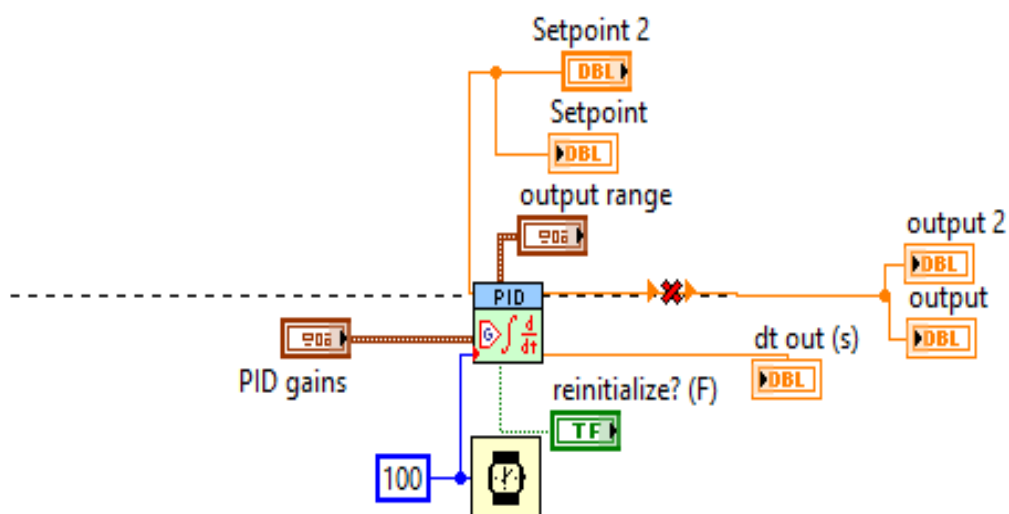 Setpoint 2
DBL
Setpoint
DBL
output range
output 2
DBL
PID
output
DBL
G ∫ d/dt
dt out (s)
DBL
PID gains
reinitialize? (F)
TF
100